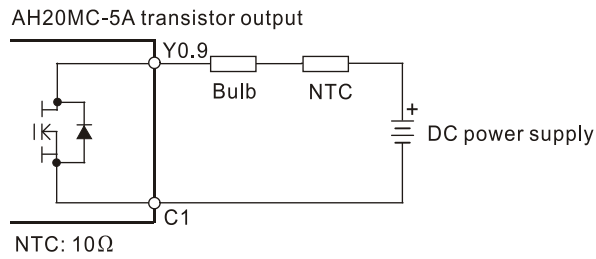 AH20MC-5A transistor output
Y0.9
Bulb
NTC
+
DC power supply
C1
NTC: 10Ω